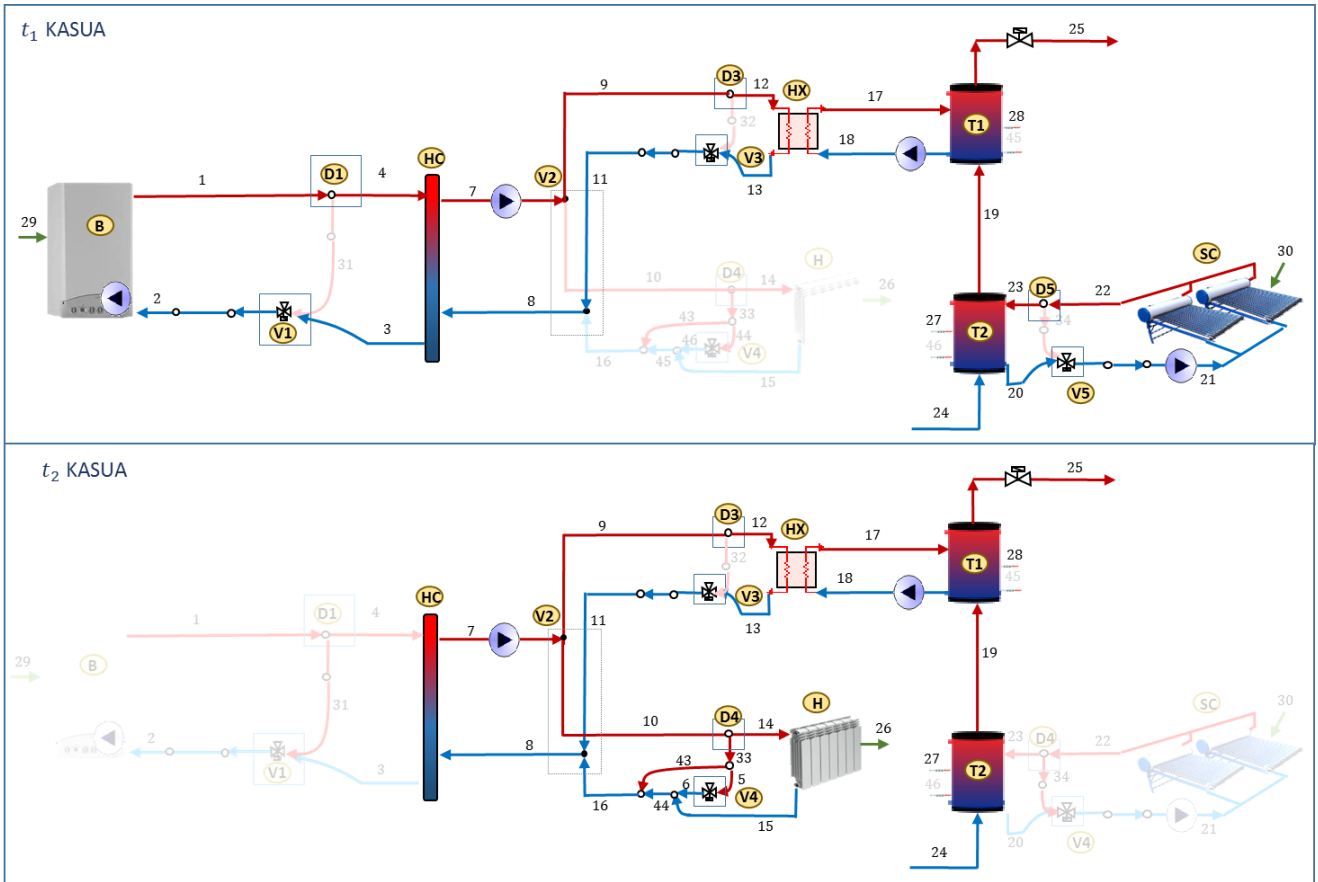 t₁ KASUA
25
9
D3
12
HX
17
T1
28
45
32
18
V3
13
HC
1
D1
4
7
V2
11
29
B
31
2
V1
3
8
19
10
D4
14
H
26
33
43
44
46
V4
16
45
15
SC
30
23
D5
22
27
T2
34
46
20
21
V5
24
t₂ KASUA
25
9
D3
12
HX
17
T1
28
45
32
18
V3
13
HC
1
D1
4
7
V2
11
29
B
31
2
V1
3
8
19
10
D4
14
H
26
33
43
5
6
V4
16
44
15
SC
30
23
D4
22
27
T2
34
46
20
21
V4
24